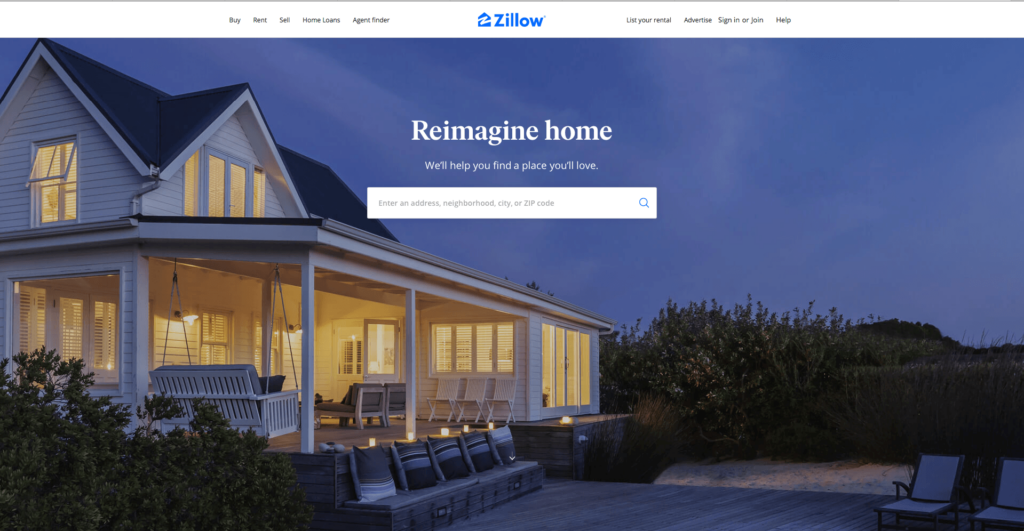 Buy Rent Sell Home Loans Agent finder Zillow List your rental Advertise Sign in or Join Help
Reimagine home
We'll help you find a place you'll love.
Enter an address, neighborhood, city, or ZIP code